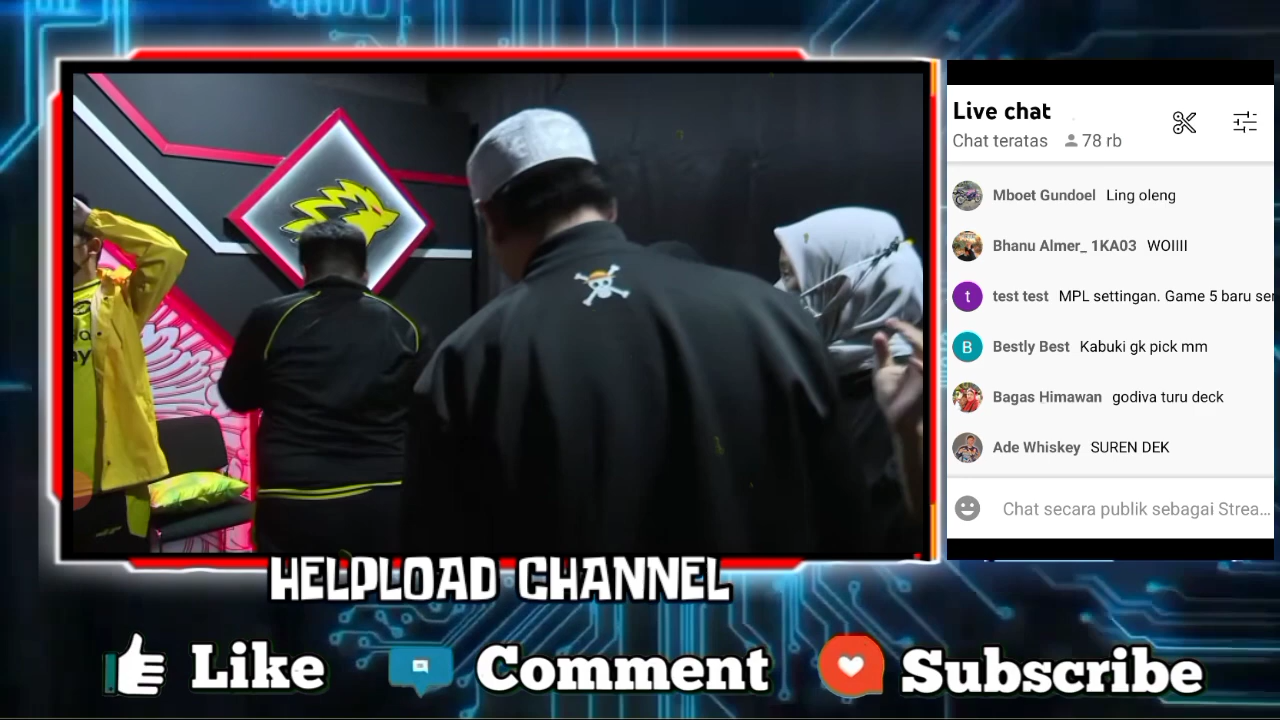 Live chat
Chat teratas 78 rb
Mboet Gundoel Ling oleng
Bhanu Almer_ 1KA03 WOIIII
t test test MPL settingan. Game 5 baru ser
B Bestly Best Kabuki gk pick mm
Bagas Himawan godiva turu deck
Ade Whiskey SUREN DEK
Chat secara publik sebagai Strea...
HELPLOAD CHANNEL
Like Comment Subscribe